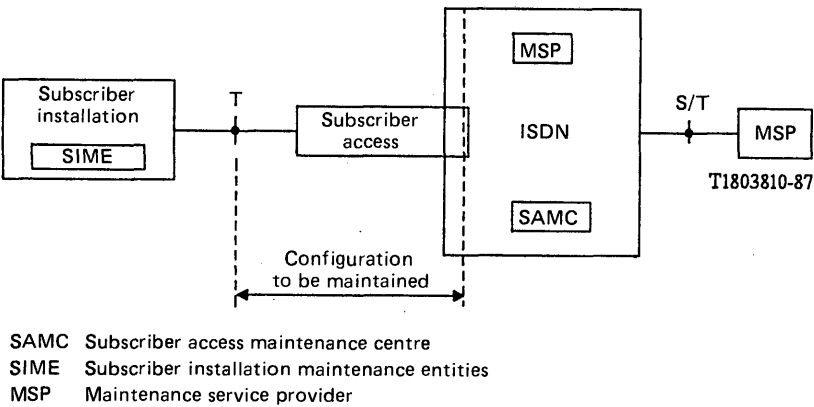 MSP
Subscriber
installation
SIME
T
Subscriber
access
ISDN
S/T
MSP
T1803810-87
SAMC
Configuration
to be maintained
SAMC Subscriber access maintenance centre
SIME Subscriber installation maintenance entities
MSP Maintenance service provider